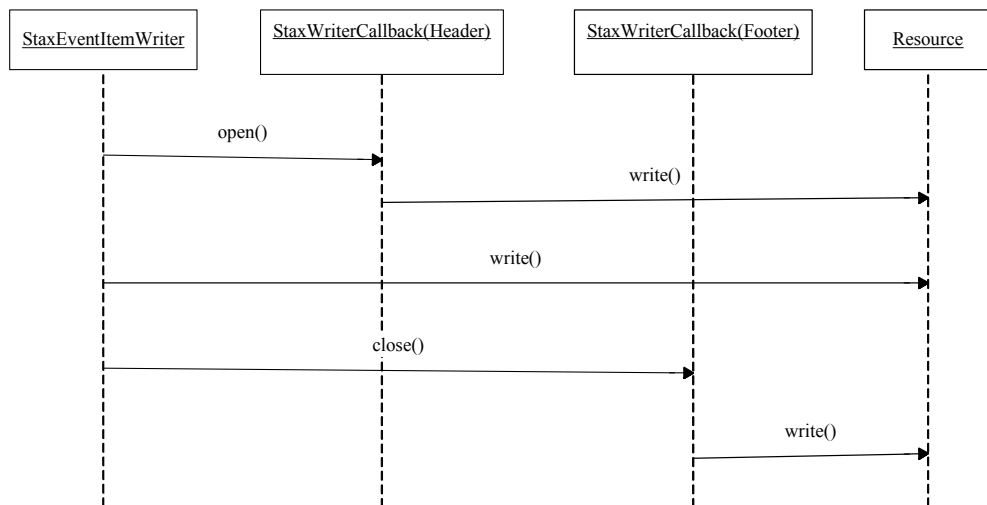 StaxEventItemWriter
StaxWriterCallback(Header)
StaxWriterCallback(Footer)
Resource
open()
write()
write()
close()
write()